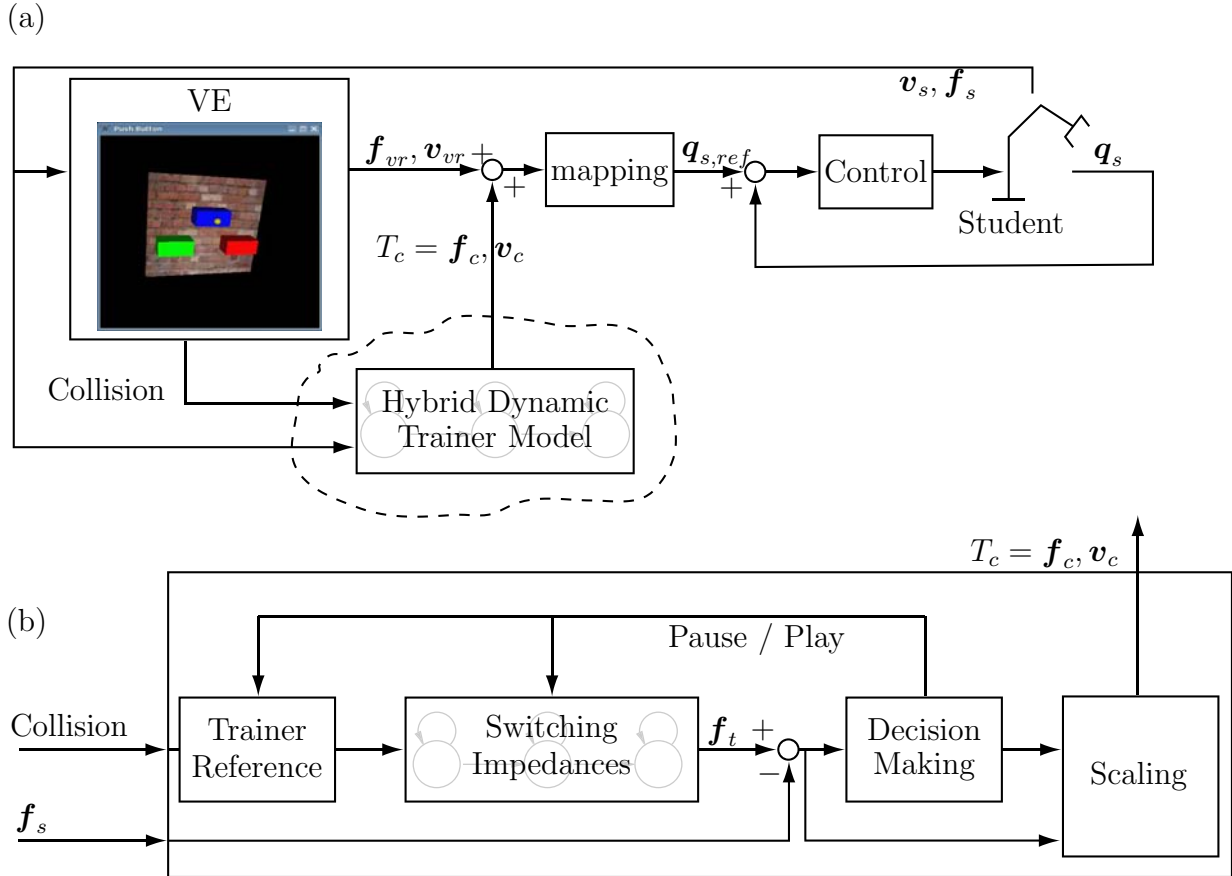 (a)
VE
Push Button
f_vr, v_vr
+
+
T_c = f_c, v_c
mapping
q_s,ref
+
Control
v_s, f_s
q_s
Student
Collision
Hybrid Dynamic
Trainer Model
T_c = f_c, v_c
(b)
Pause / Play
Collision
Trainer
Reference
Switching
Impedances
f_t
+
−
Decision
Making
Scaling
f_s